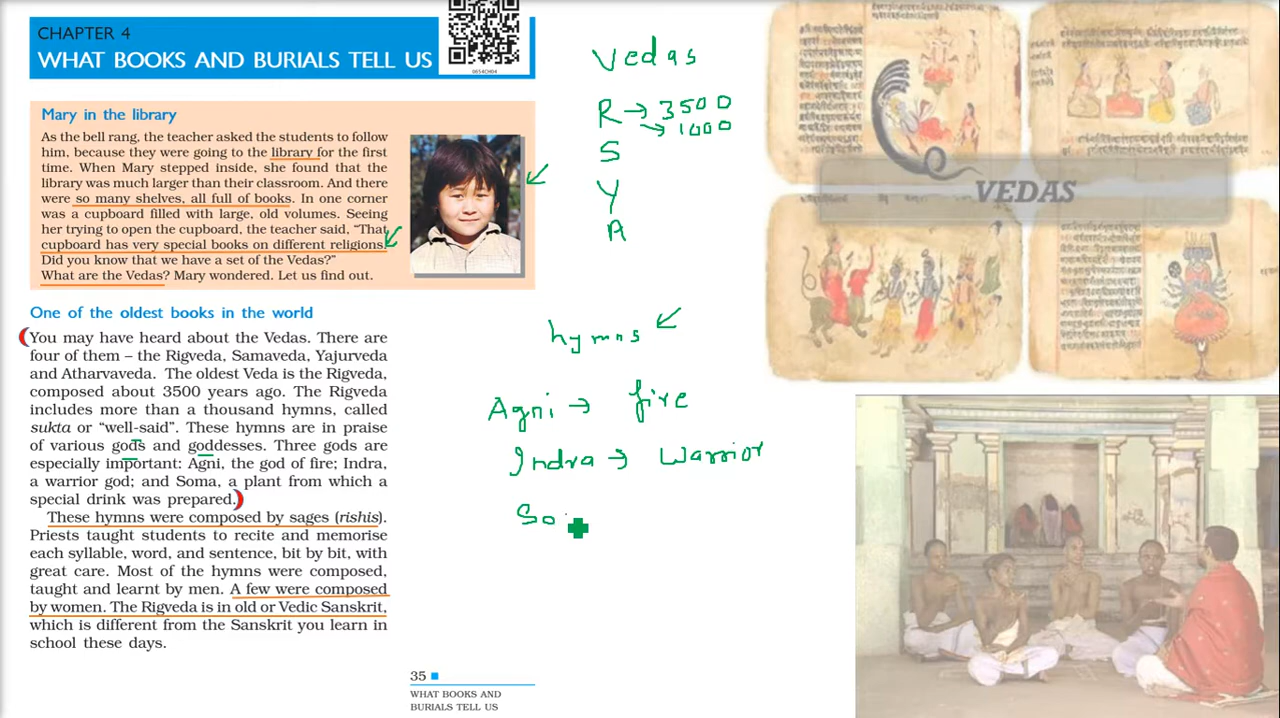 CHAPTER 4
WHAT BOOKS AND BURIALS TELL US
0654CH04
Mary in the library
As the bell rang, the teacher asked the students to follow
him, because they were going to the library for the first
time. When Mary stepped inside, she found that the
library was much larger than their classroom. And there
were so many shelves, all full of books. In one corner
was a cupboard filled with large, old volumes. Seeing
her trying to open the cupboard, the teacher said, “That
cupboard has very special books on different religions.
Did you know that we have a set of the Vedas?”
What are the Vedas? Mary wondered. Let us find out.
One of the oldest books in the world
You may have heard about the Vedas. There are
four of them – the Rigveda, Samaveda, Yajurveda
and Atharvaveda. The oldest Veda is the Rigveda,
composed about 3500 years ago. The Rigveda
includes more than a thousand hymns, called
sukta or “well-said”. These hymns are in praise
of various gods and goddesses. Three gods are
especially important: Agni, the god of fire; Indra,
a warrior god; and Soma, a plant from which a
special drink was prepared.
These hymns were composed by sages (rishis).
Priests taught students to recite and memorise
each syllable, word, and sentence, bit by bit, with
great care. Most of the hymns were composed,
taught and learnt by men. A few were composed
by women. The Rigveda is in old or Vedic Sanskrit,
which is different from the Sanskrit you learn in
school these days.
35
WHAT BOOKS AND
BURIALS TELL US
Vedas
R → 3500
→ 1000
S
Y
A
hymns
Agni → fire
Indra → Warrior
So
VEDAS